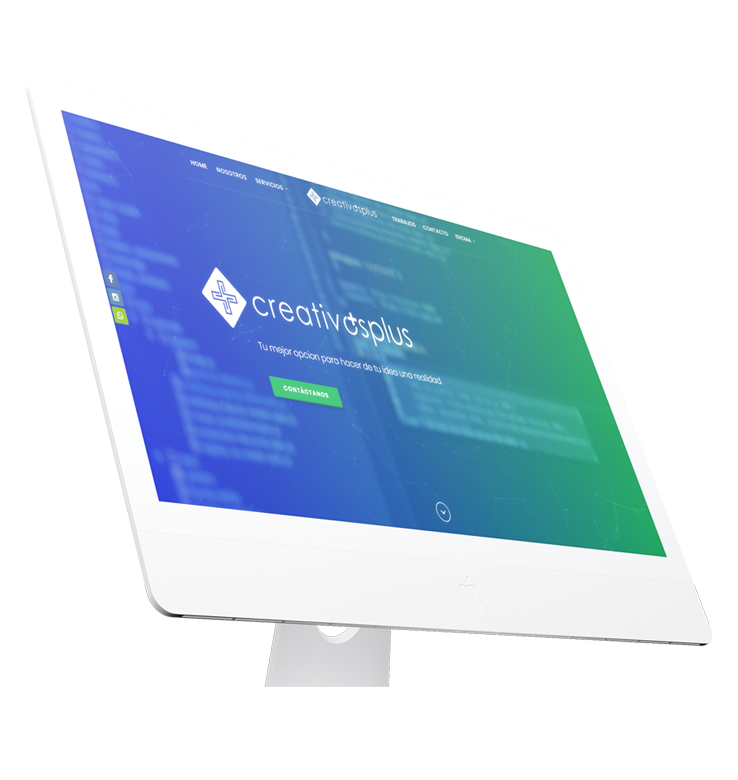 HOME NOSOTROS SERVICIOS creativosplus TRABAJOS CONTACTO IDIOMA
creativosplus
Tu mejor opcion para hacer de tu idea una realidad.
CONTÁCTANOS